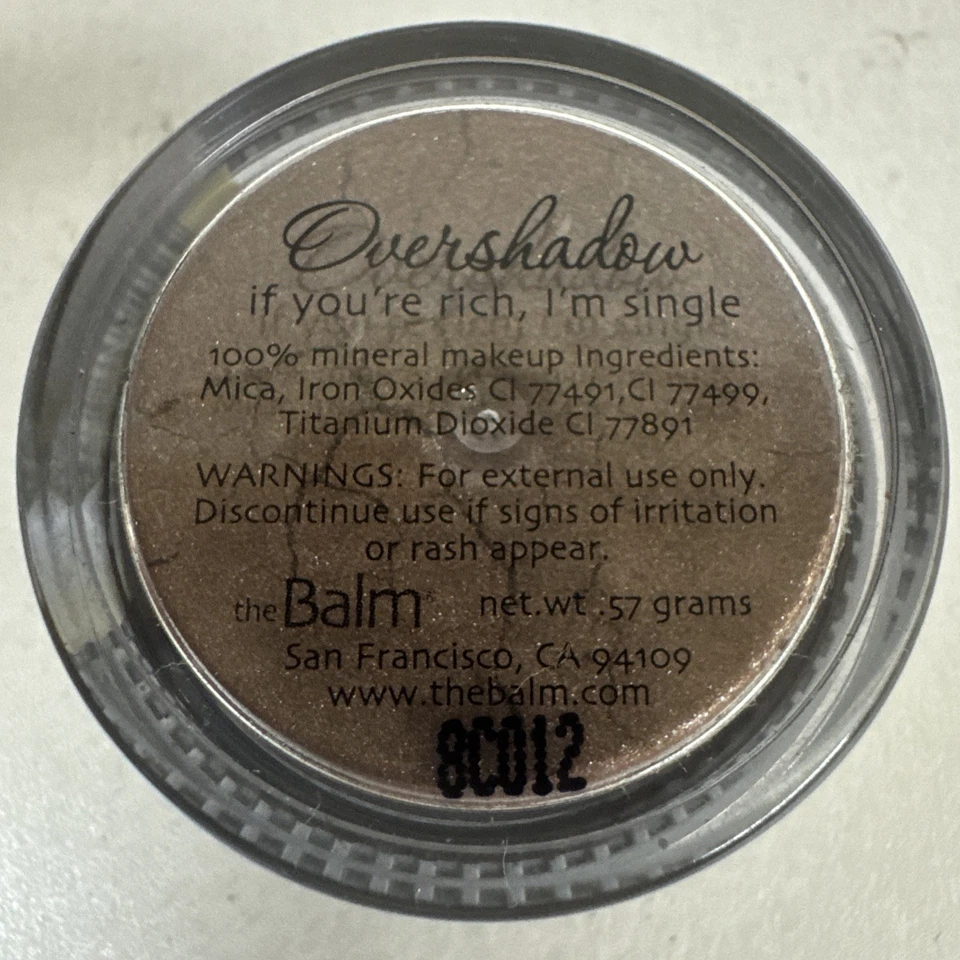 Overshadow
if you're rich, I'm single
100% mineral makeup Ingredients:
Mica, Iron Oxides CI 77491,CI 77499,
Titanium Dioxide CI 77891
WARNINGS: For external use only.
Discontinue use if signs of irritation
or rash appear.
theBalm® net.wt .57 grams
San Francisco, CA 94109
www.thebalm.com
8C012